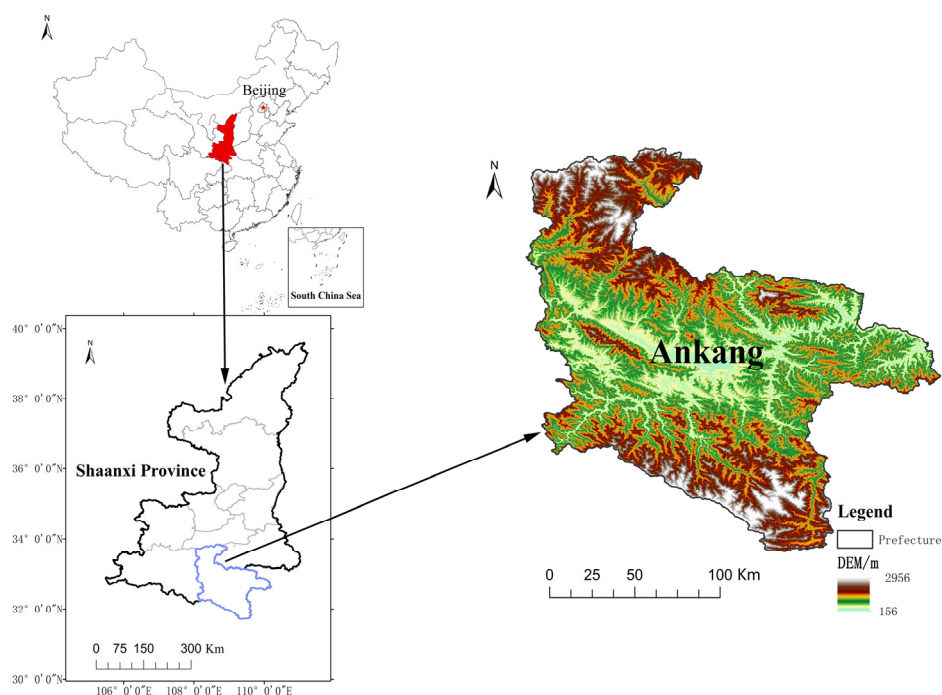 N
Beijing
South China Sea
40° 0'0"N
38° 0'0"N
36° 0'0"N
34° 0'0"N
32° 0'0"N
30° 0'0"N
N
Shaanxi Province
0 75 150 300 Km
106° 0'0"E 108° 0'0"E 110° 0'0"E
N
Ankang
0 25 50 100 Km
Legend
Prefecture
DEM/m
2956
156